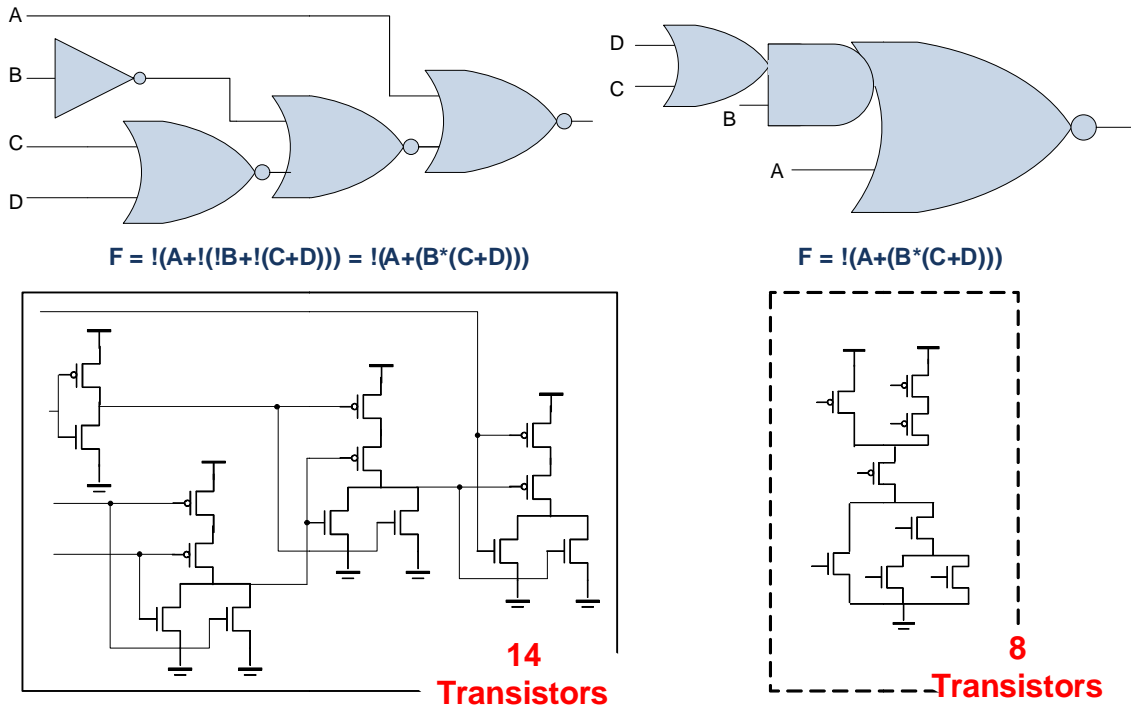 A
B
C
D
D
C
B
A
F = !(A+!(!B+!(C+D))) = !(A+(B*(C+D)))
F = !(A+(B*(C+D)))
14
Transistors
8
Transistors